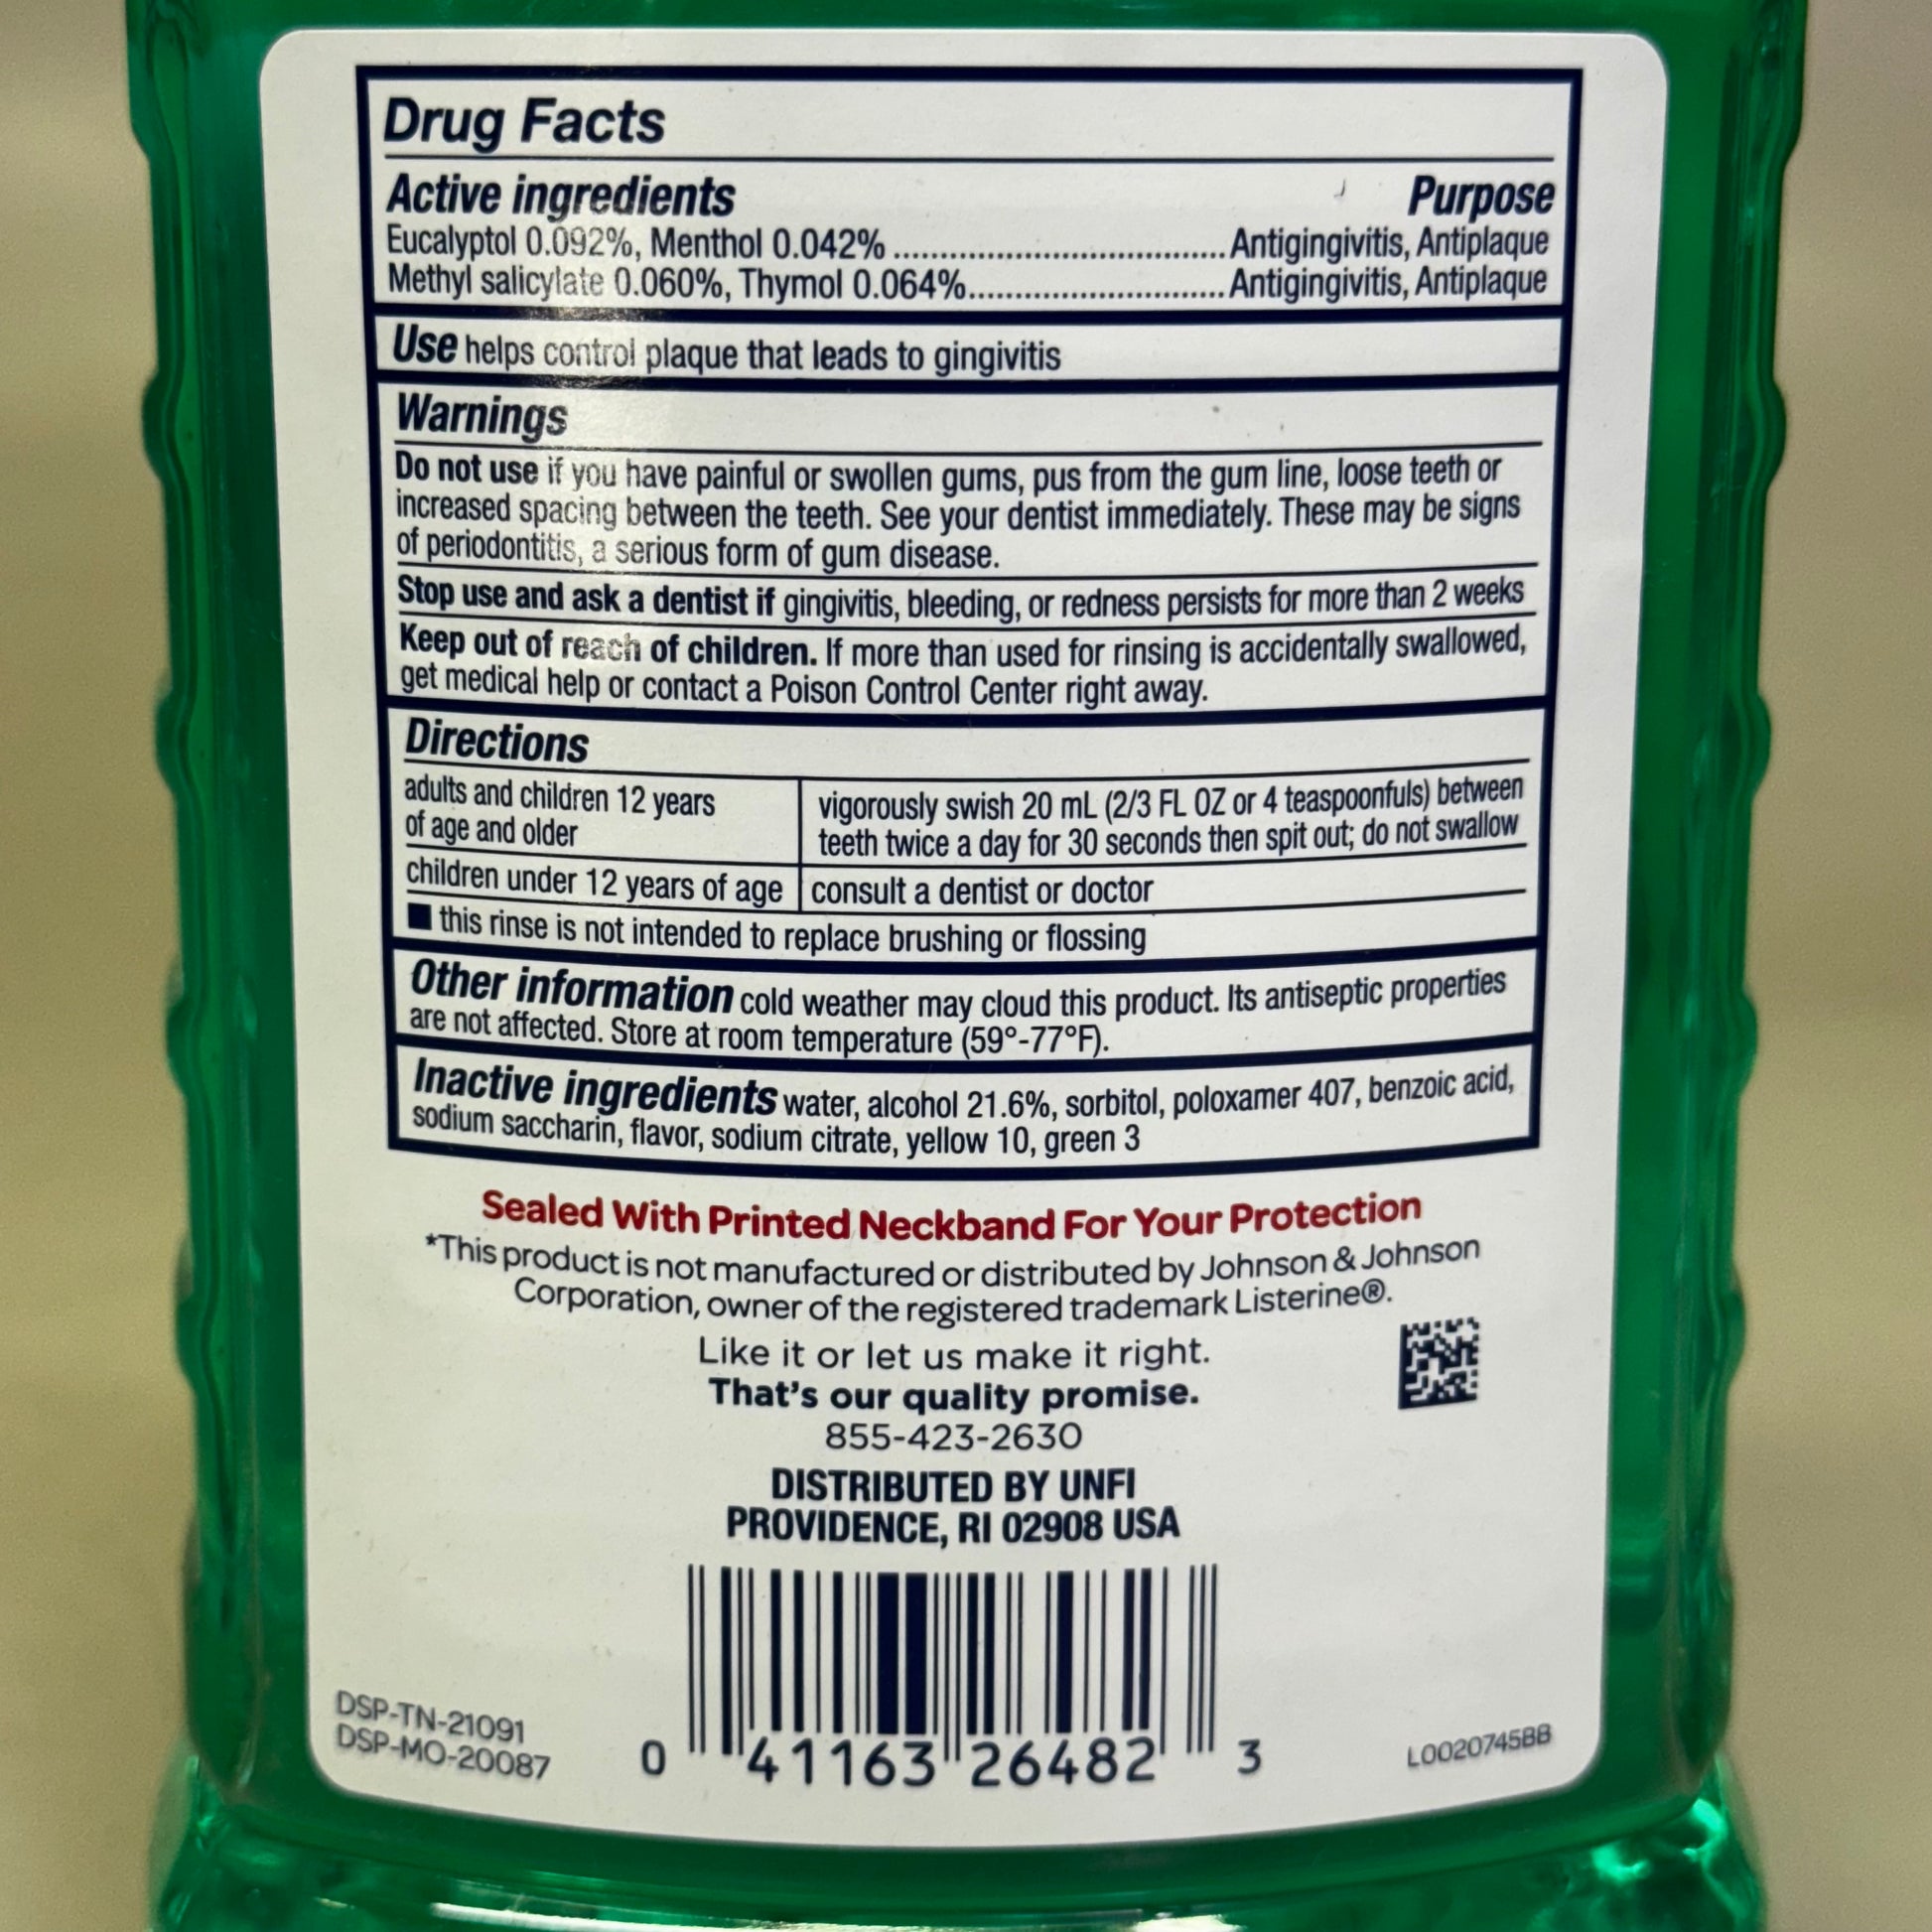 Drug Facts
Active ingredients Purpose
Eucalyptol 0.092%, Menthol 0.042% ................................... Antigingivitis, Antiplaque
Methyl salicylate 0.060%, Thymol 0.064%........................... Antigingivitis, Antiplaque
Use helps control plaque that leads to gingivitis
Warnings
Do not use if you have painful or swollen gums, pus from the gum line, loose teeth or
increased spacing between the teeth. See your dentist immediately. These may be signs
of periodontitis, a serious form of gum disease.
Stop use and ask a dentist if gingivitis, bleeding, or redness persists for more than 2 weeks
Keep out of reach of children. If more than used for rinsing is accidentally swallowed,
get medical help or contact a Poison Control Center right away.
Directions
adults and children 12 years
of age and older
vigorously swish 20 mL (2/3 FL OZ or 4 teaspoonfuls) between
teeth twice a day for 30 seconds then spit out; do not swallow
children under 12 years of age
consult a dentist or doctor
■ this rinse is not intended to replace brushing or flossing
Other information cold weather may cloud this product. Its antiseptic properties
are not affected. Store at room temperature (59°-77°F).
Inactive ingredients water, alcohol 21.6%, sorbitol, poloxamer 407, benzoic acid,
sodium saccharin, flavor, sodium citrate, yellow 10, green 3
Sealed With Printed Neckband For Your Protection
*This product is not manufactured or distributed by Johnson & Johnson
Corporation, owner of the registered trademark Listerine®.
Like it or let us make it right.
That's our quality promise.
855-423-2630
DISTRIBUTED BY UNFI
PROVIDENCE, RI 02908 USA
DSP-TN-21091
DSP-MO-20087
0 41163 26482 3
L0020745BB